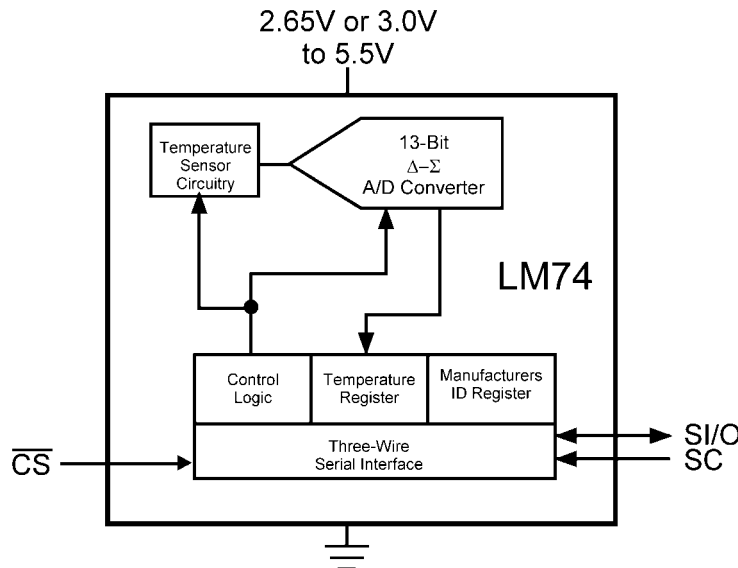 2.65V or 3.0V
to 5.5V
Temperature
Sensor
Circuitry
13-Bit
Δ–Σ
A/D Converter
LM74
Control
Logic
Temperature
Register
Manufacturers
ID Register
Three-Wire
Serial Interface
C̅S̅
SI/O
SC